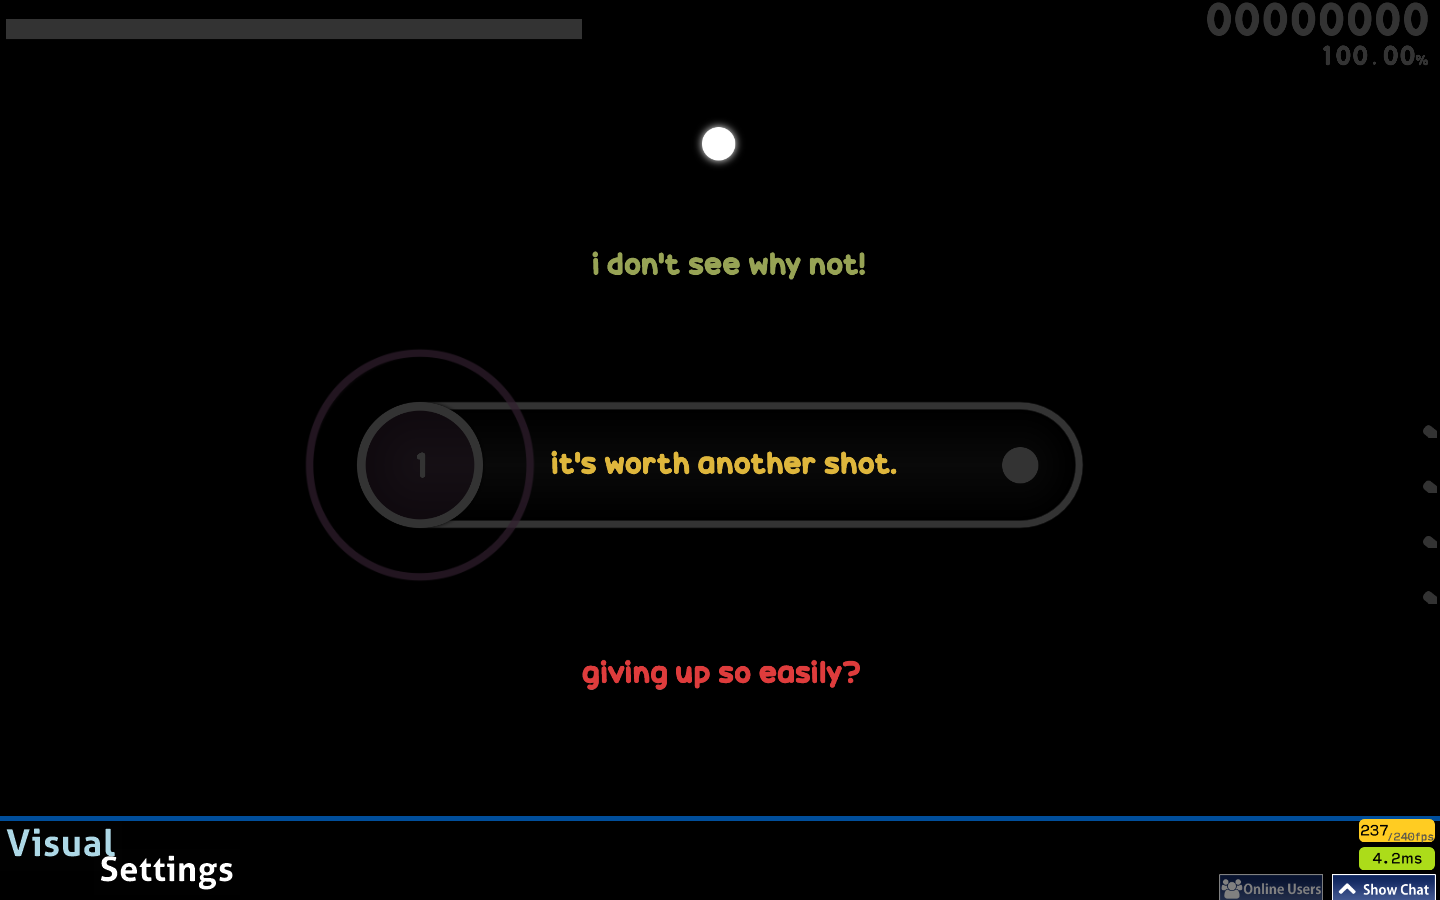 00000000
100.00%
i don't see why not!
1
it's worth another shot.
giving up so easily?
Visual
Settings
237/240fps
4.2ms
Online Users
Show Chat